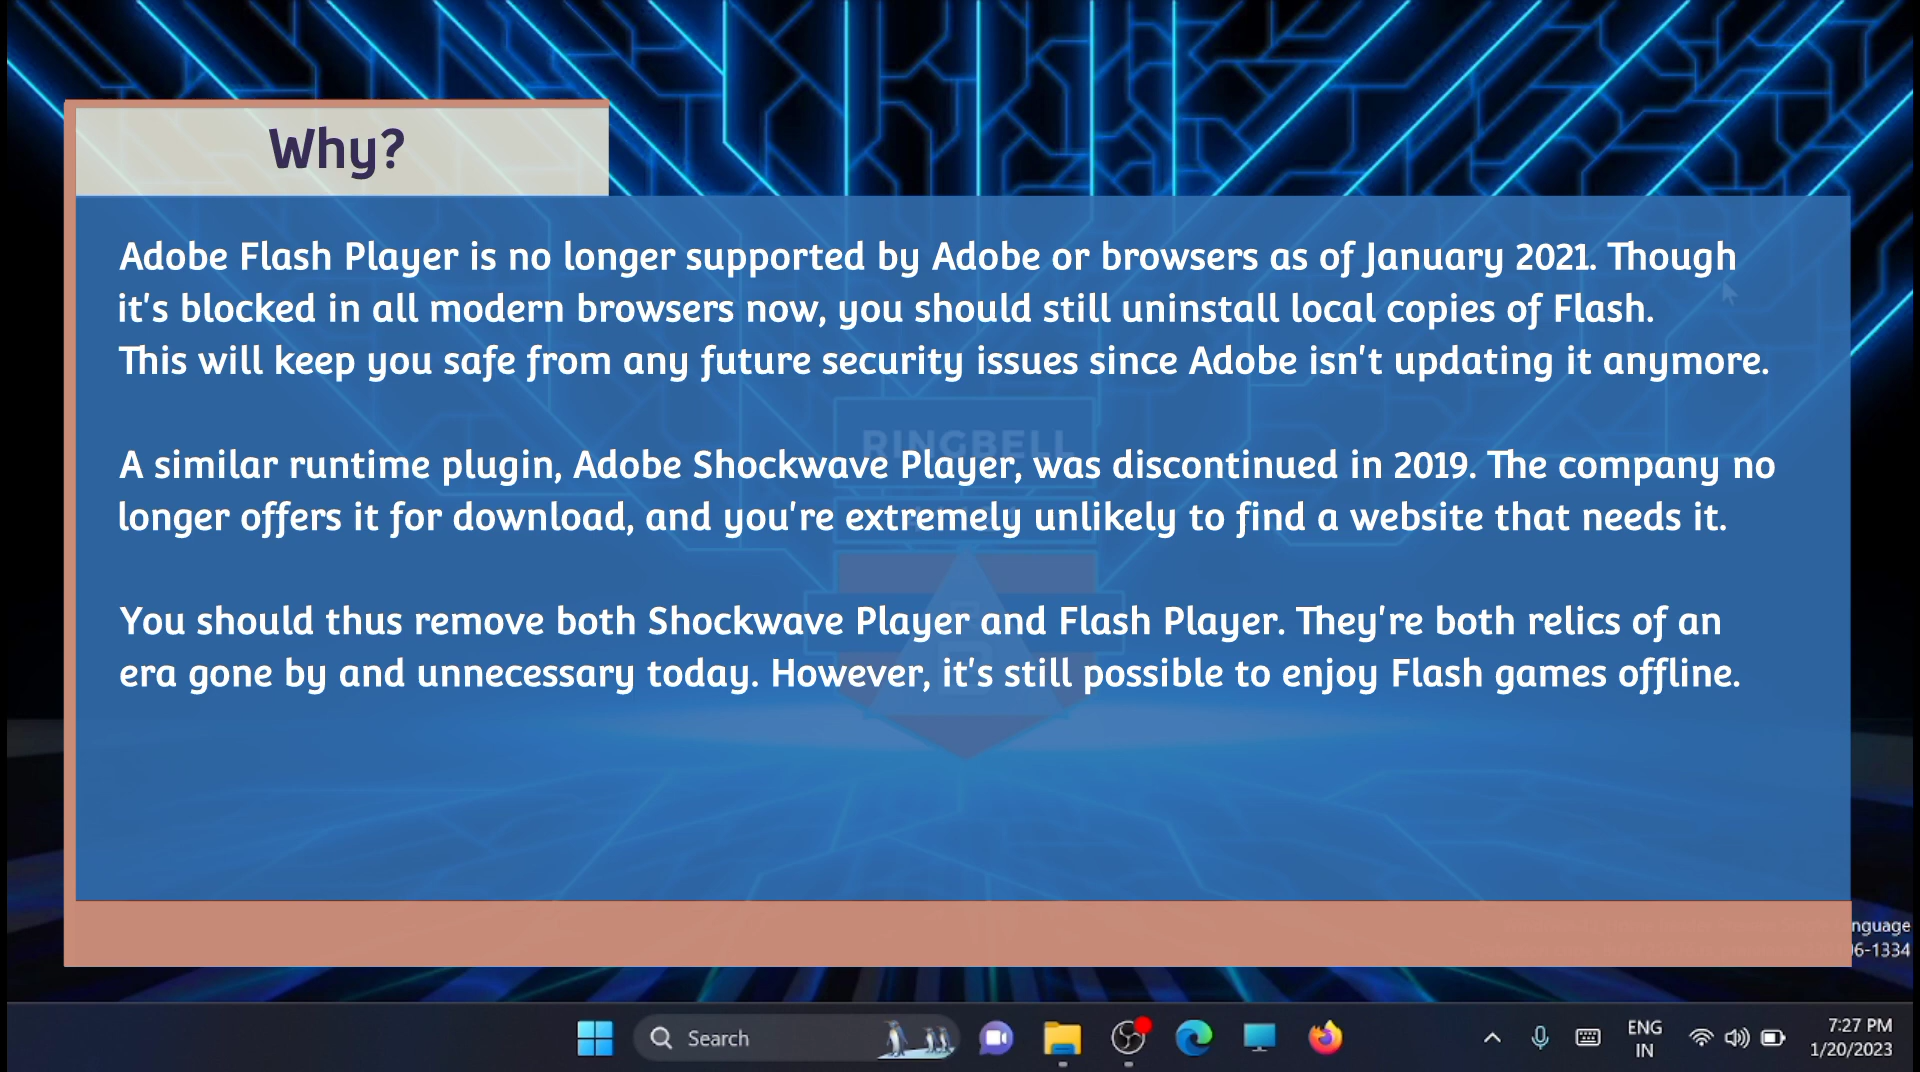 Why?
Adobe Flash Player is no longer supported by Adobe or browsers as of January 2021. Though
it's blocked in all modern browsers now, you should still uninstall local copies of Flash.
This will keep you safe from any future security issues since Adobe isn't updating it anymore.
RINGBELL
A similar runtime plugin, Adobe Shockwave Player, was discontinued in 2019. The company no
longer offers it for download, and you're extremely unlikely to find a website that needs it.
You should thus remove both Shockwave Player and Flash Player. They're both relics of an
era gone by and unnecessary today. However, it's still possible to enjoy Flash games offline.
nguage
6-1334
Search
ENG
IN
7:27 PM
1/20/2023